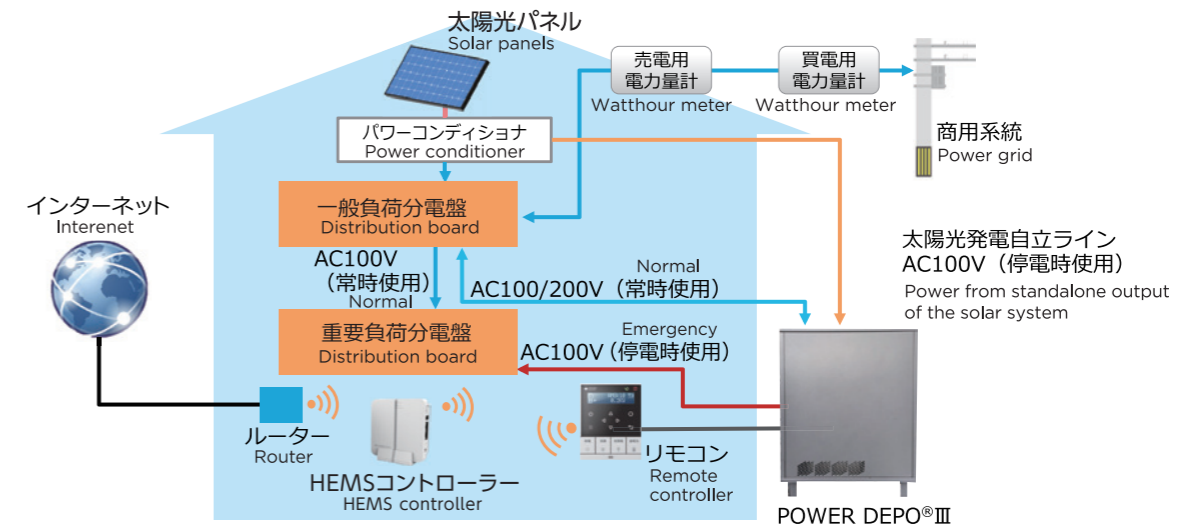 太陽光パネル
Solar panels
売電用
電力量計
Watthour meter
買電用
電力量計
Watthour meter
商用系統
Power grid
パワーコンディショナ
Power conditioner
一般負荷分電盤
Distribution board
インターネット
Interenet
太陽光発電自立ライン
AC100V（停電時使用）
Power from standalone output
of the solar system
AC100V
（常時使用）
Normal
Normal
AC100/200V（常時使用）
重要負荷分電盤
Distribution board
Emergency
AC100V（停電時使用）
ルーター
Router
HEMSコントローラー
HEMS controller
リモコン
Remote
controller
POWER DEPO®Ⅲ